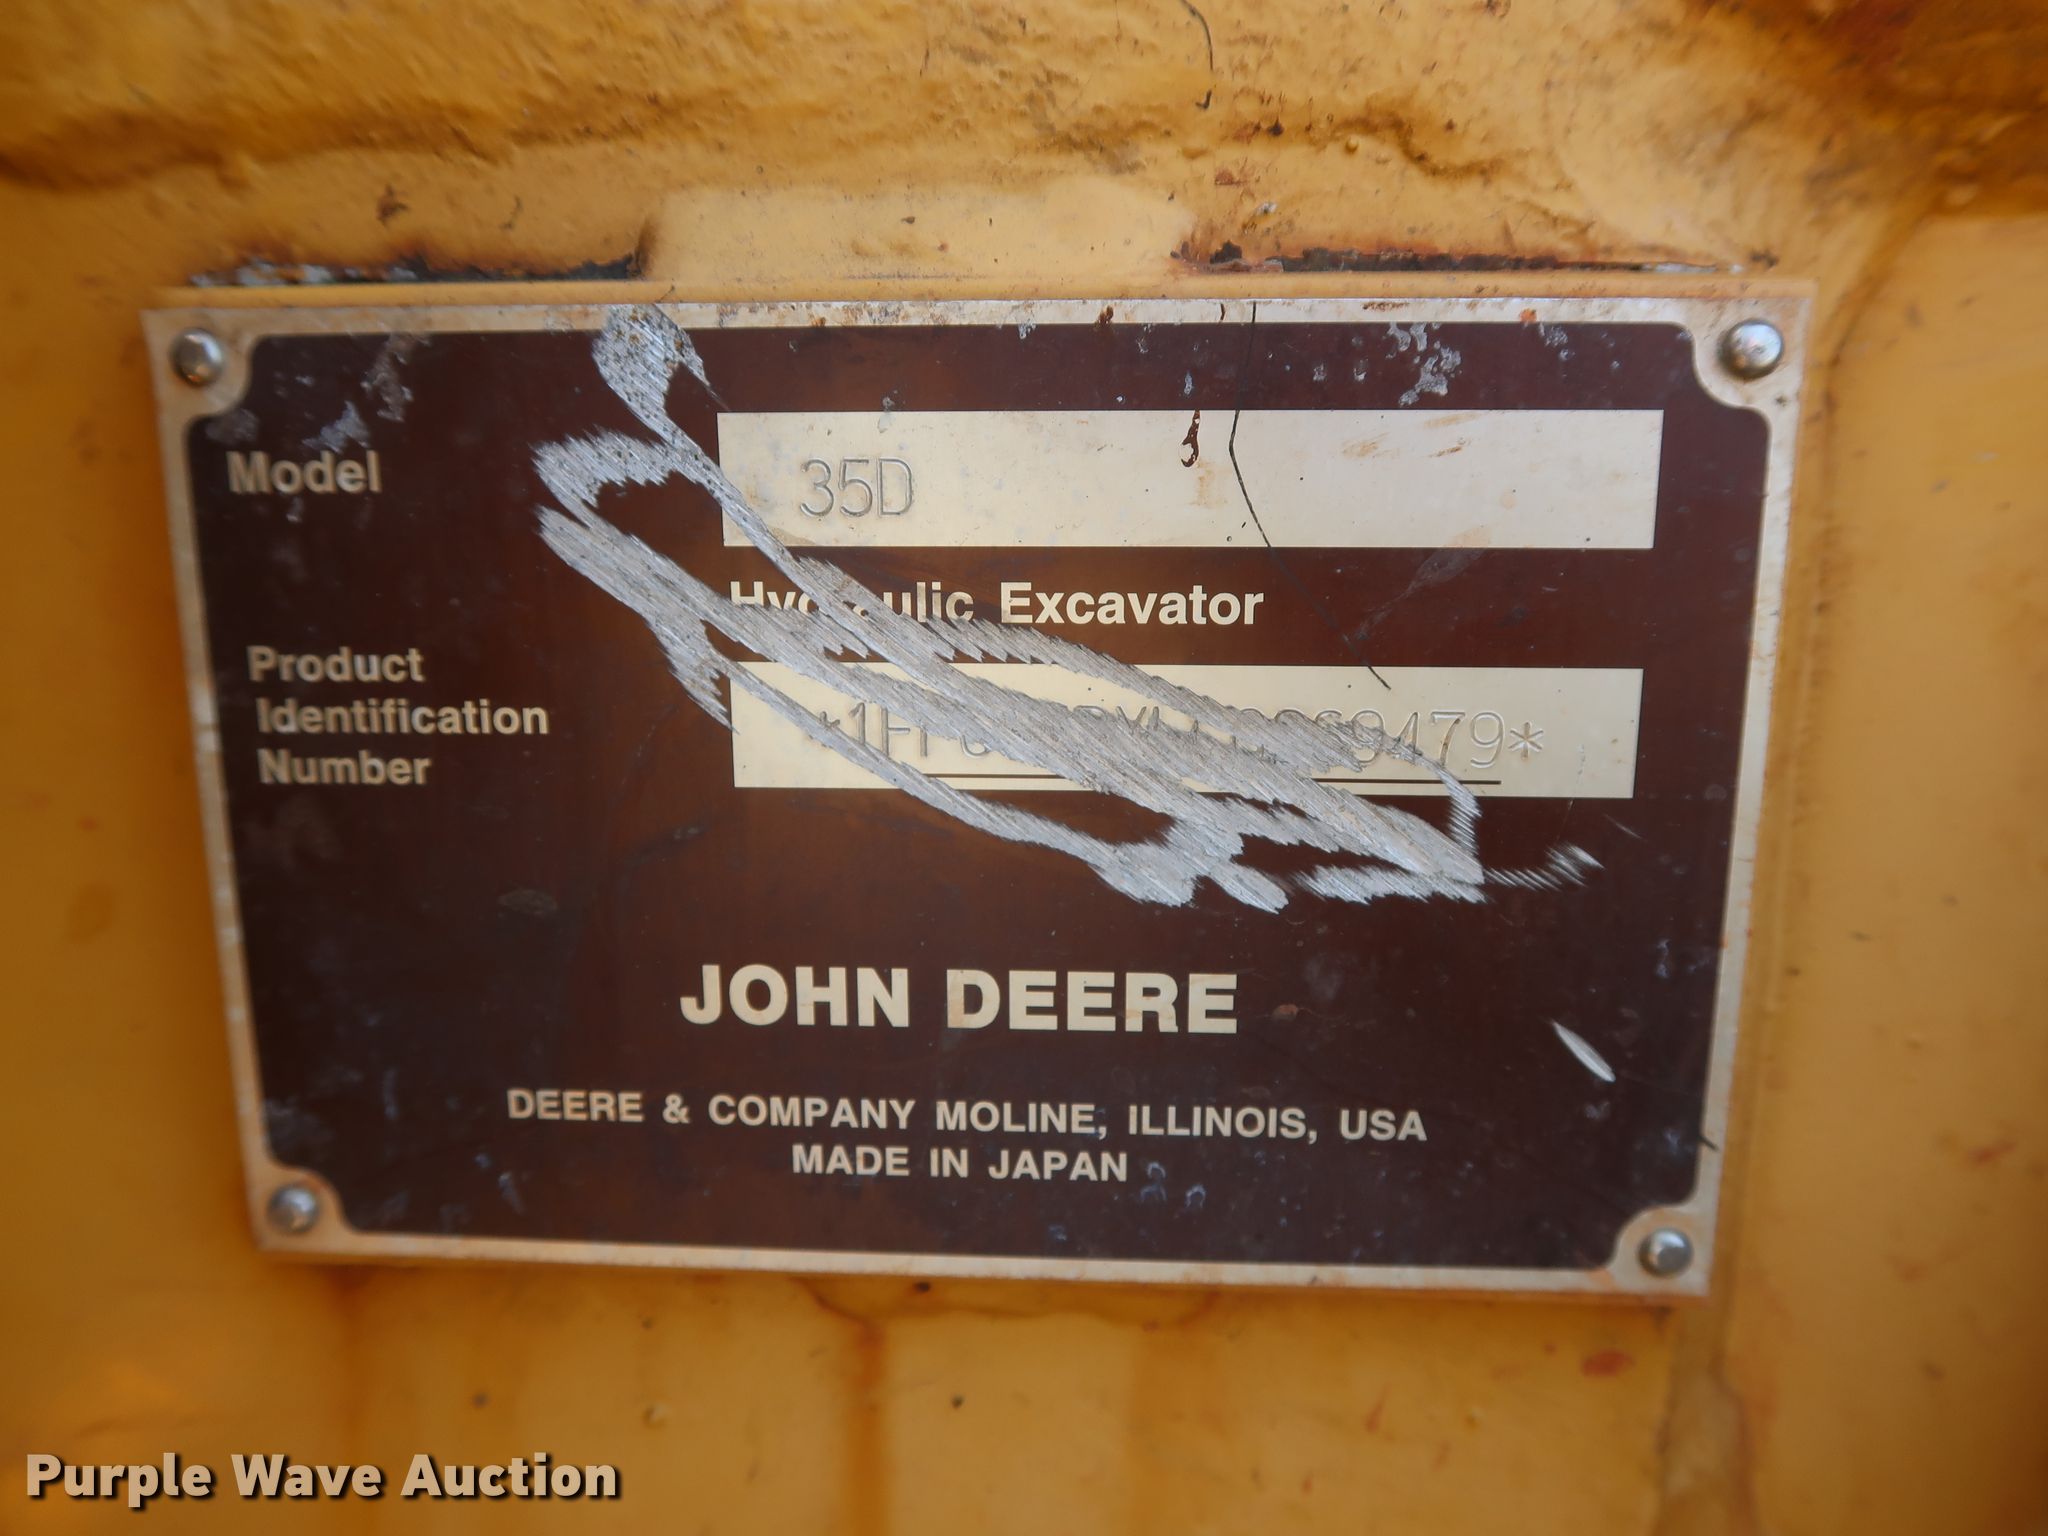 Model
35D
Hydraulic Excavator
Product
Identification
Number
JOHN DEERE
DEERE & COMPANY MOLINE, ILLINOIS, USA
MADE IN JAPAN
Purple Wave Auction